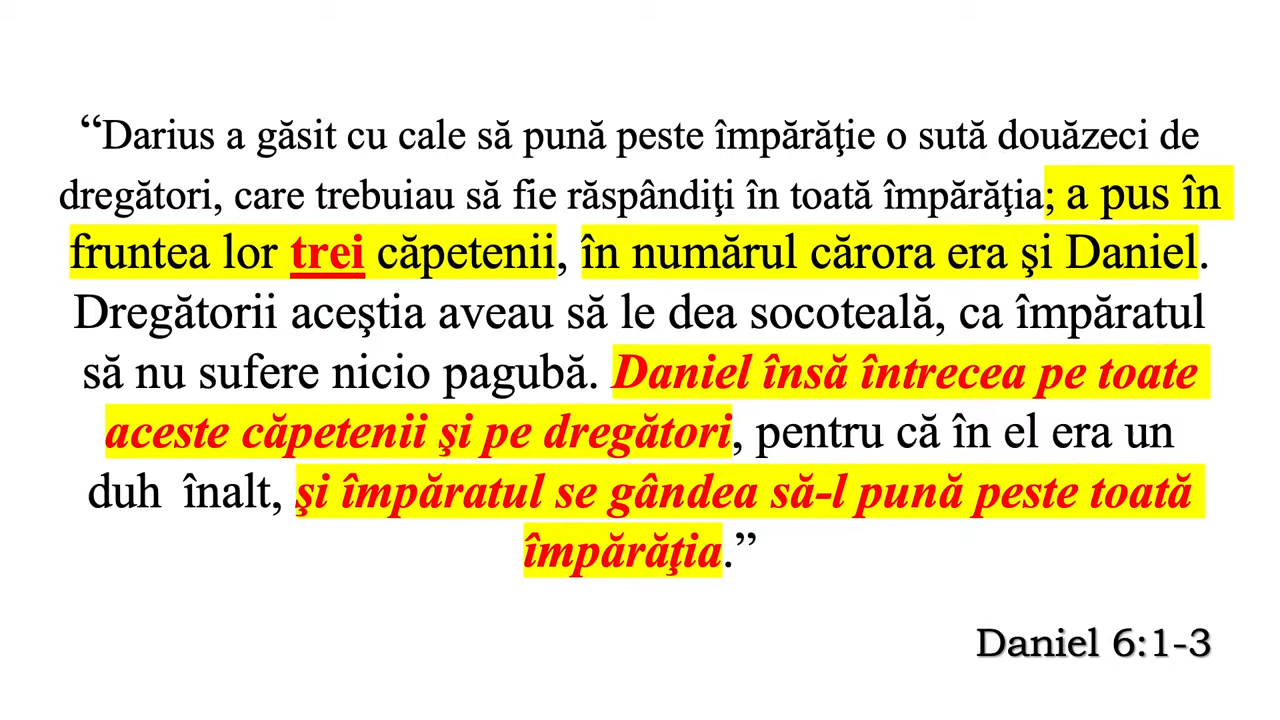 “Darius a găsit cu cale să pună peste împărăţie o sută douăzeci de
dregători, care trebuiau să fie răspândiţi în toată împărăţia; a pus în
fruntea lor trei căpetenii, în numărul cărora era şi Daniel.
Dregătorii aceştia aveau să le dea socoteală, ca împăratul
să nu sufere nicio pagubă. Daniel însă întrecea pe toate
aceste căpetenii şi pe dregători, pentru că în el era un
duh înalt, şi împăratul se gândea să-l pună peste toată
împărăţia.”
Daniel 6:1-3